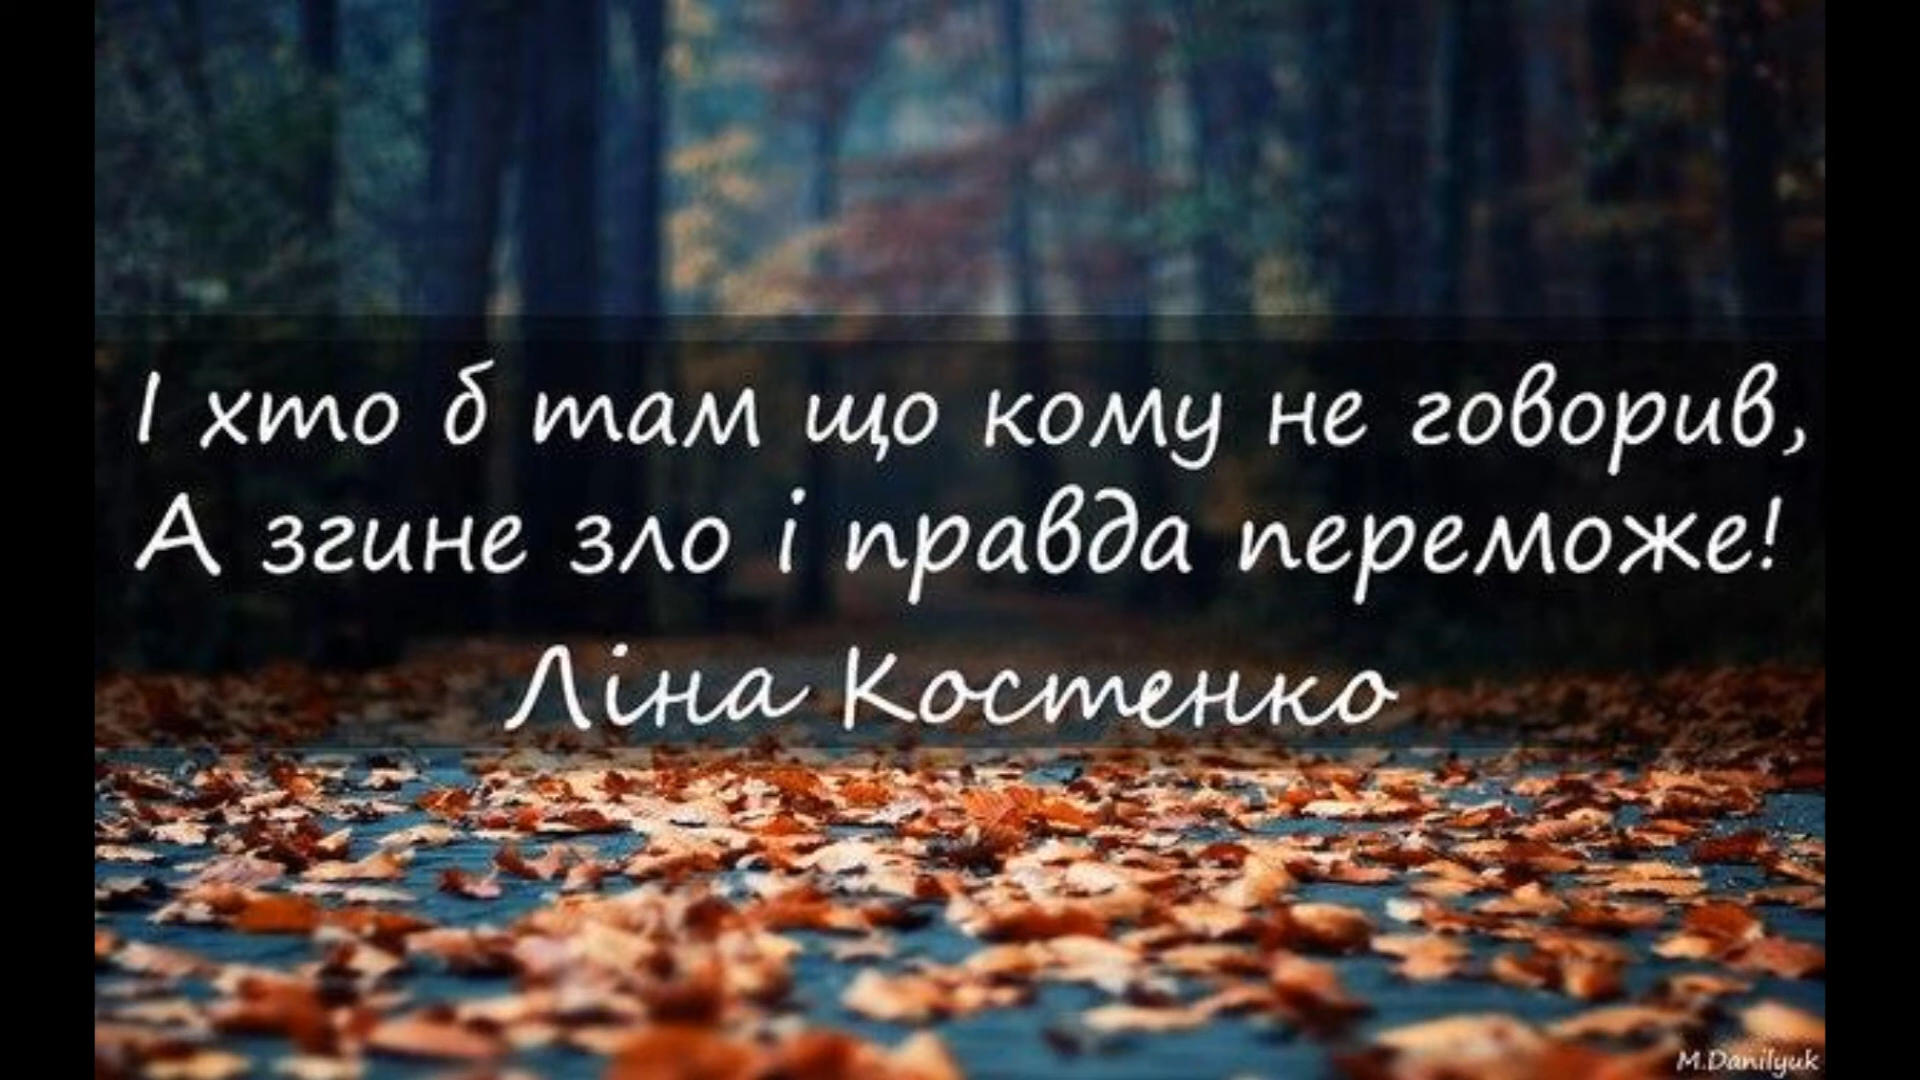 І хто б там що кому не говорив,
А згине зло і правда переможе!
Ліна Костенко
M.Danilyuk